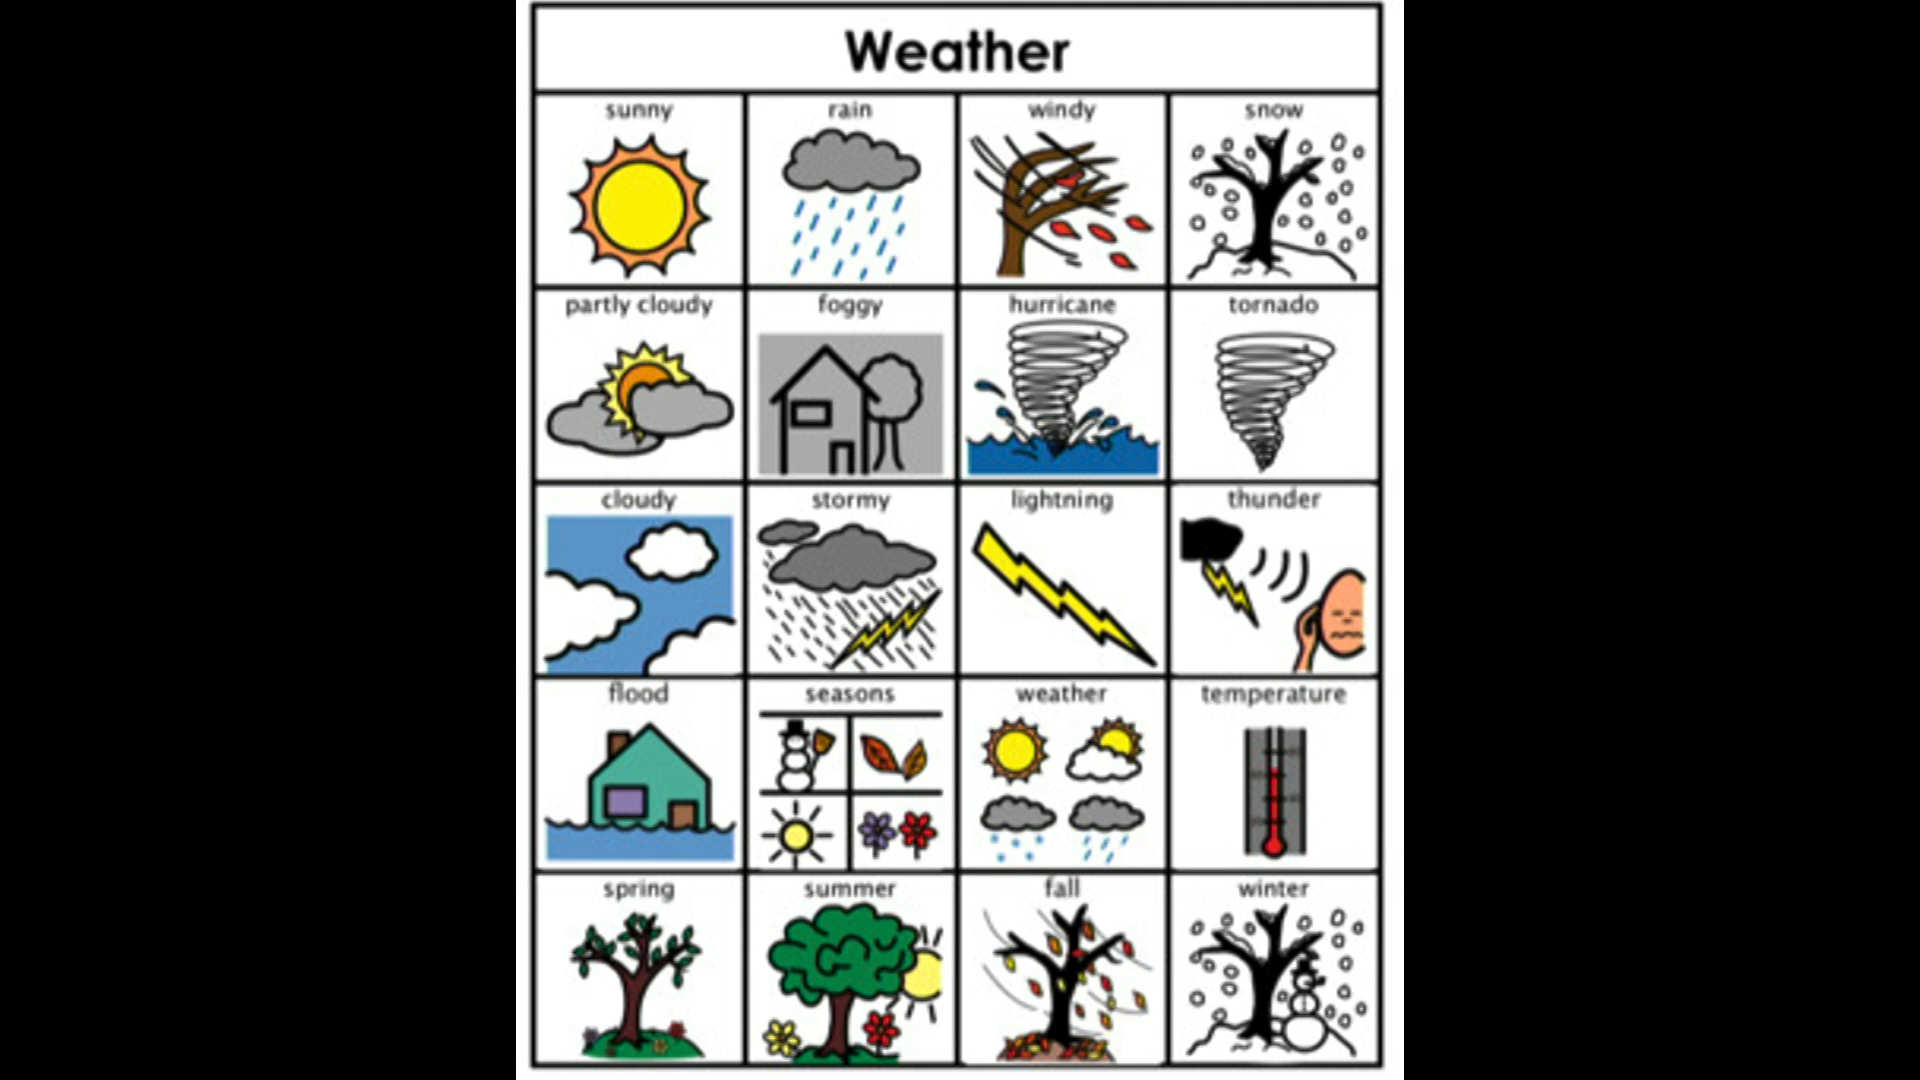 Weather
sunny
rain
windy
snow
partly cloudy
foggy
hurricane
tornado
cloudy
stormy
lightning
thunder
flood
seasons
weather
temperature
spring
summer
fall
winter